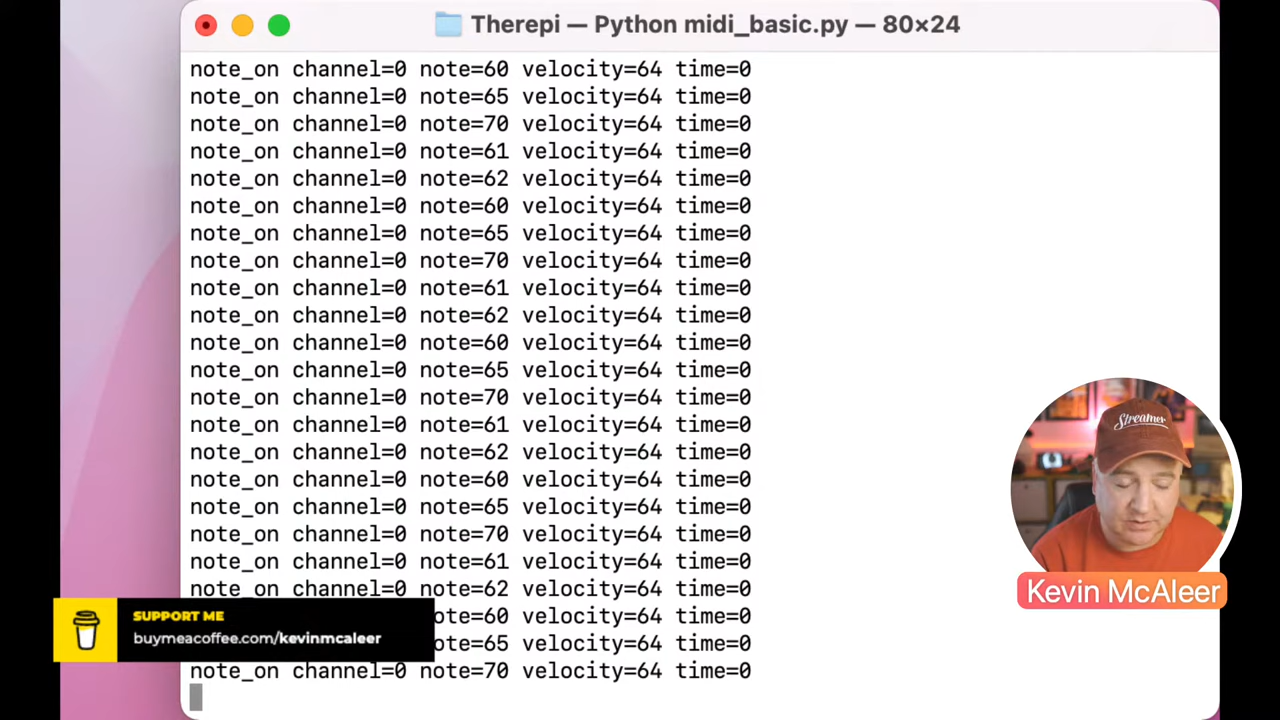 Therepi — Python midi_basic.py — 80×24
note_on channel=0 note=60 velocity=64 time=0
note_on channel=0 note=65 velocity=64 time=0
note_on channel=0 note=70 velocity=64 time=0
note_on channel=0 note=61 velocity=64 time=0
note_on channel=0 note=62 velocity=64 time=0
note_on channel=0 note=60 velocity=64 time=0
note_on channel=0 note=65 velocity=64 time=0
note_on channel=0 note=70 velocity=64 time=0
note_on channel=0 note=61 velocity=64 time=0
note_on channel=0 note=62 velocity=64 time=0
note_on channel=0 note=60 velocity=64 time=0
note_on channel=0 note=65 velocity=64 time=0
note_on channel=0 note=70 velocity=64 time=0
note_on channel=0 note=61 velocity=64 time=0
note_on channel=0 note=62 velocity=64 time=0
note_on channel=0 note=60 velocity=64 time=0
note_on channel=0 note=65 velocity=64 time=0
note_on channel=0 note=70 velocity=64 time=0
note_on channel=0 note=61 velocity=64 time=0
note_on channel=0 note=62 velocity=64 time=0
note=60 velocity=64 time=0
note=65 velocity=64 time=0
note_on channel=0 note=70 velocity=64 time=0
Streamer
Kevin McAleer
SUPPORT ME
buymeacoffee.com/kevinmcaleer